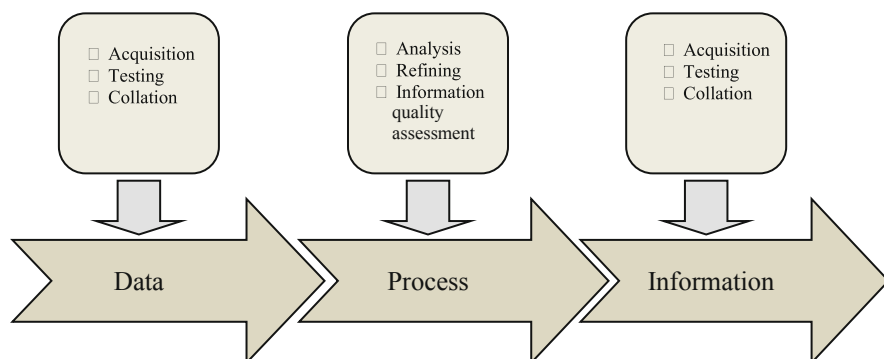 □ Acquisition
□ Testing
□ Collation
□ Analysis
□ Refining
□ Information
quality
assessment
□ Acquisition
□ Testing
□ Collation
Data
Process
Information